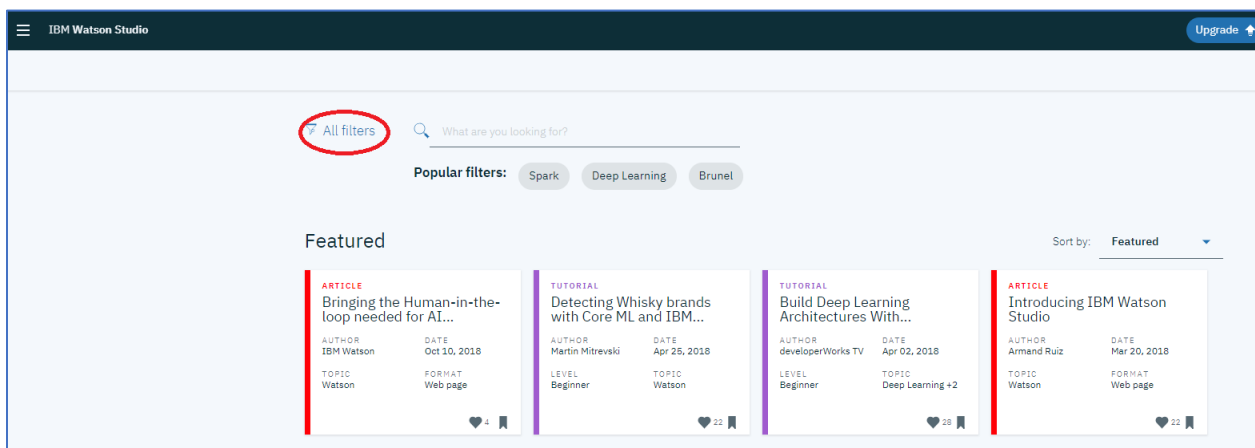 IBM Watson Studio
Upgrade
All filters
What are you looking for?
Popular filters: Spark Deep Learning Brunel
Featured
Sort by: Featured
ARTICLE
Bringing the Human-in-the-
loop needed for AI...
AUTHOR DATE
IBM Watson Oct 10, 2018
TOPIC FORMAT
Watson Web page
4
TUTORIAL
Detecting Whisky brands
with Core ML and IBM...
AUTHOR DATE
Martin Mitrevski Apr 25, 2018
LEVEL TOPIC
Beginner Watson
22
TUTORIAL
Build Deep Learning
Architectures With...
AUTHOR DATE
developerWorks TV Apr 02, 2018
LEVEL TOPIC
Beginner Deep Learning +2
28
ARTICLE
Introducing IBM Watson
Studio
AUTHOR DATE
Armand Ruiz Mar 20, 2018
TOPIC FORMAT
Watson Web page
22